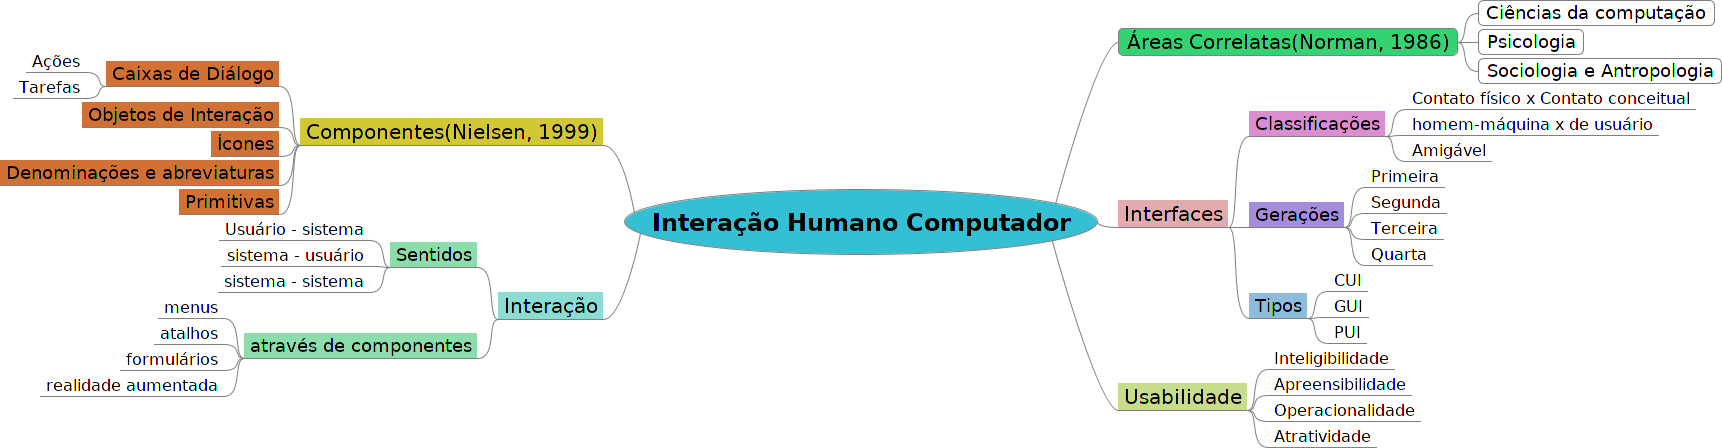 Interação Humano Computador
Áreas Correlatas(Norman, 1986)
Ciências da computação
Psicologia
Sociologia e Antropologia
Interfaces
Classificações
Contato físico x Contato conceitual
homem-máquina x de usuário
Amigável
Gerações
Primeira
Segunda
Terceira
Quarta
Tipos
CUI
GUI
PUI
Usabilidade
Inteligibilidade
Apreensibilidade
Operacionalidade
Atratividade
Componentes(Nielsen, 1999)
Caixas de Diálogo
Ações
Tarefas
Objetos de Interação
Ícones
Denominações e abreviaturas
Primitivas
Interação
Sentidos
Usuário - sistema
sistema - usuário
sistema - sistema
através de componentes
menus
atalhos
formulários
realidade aumentada